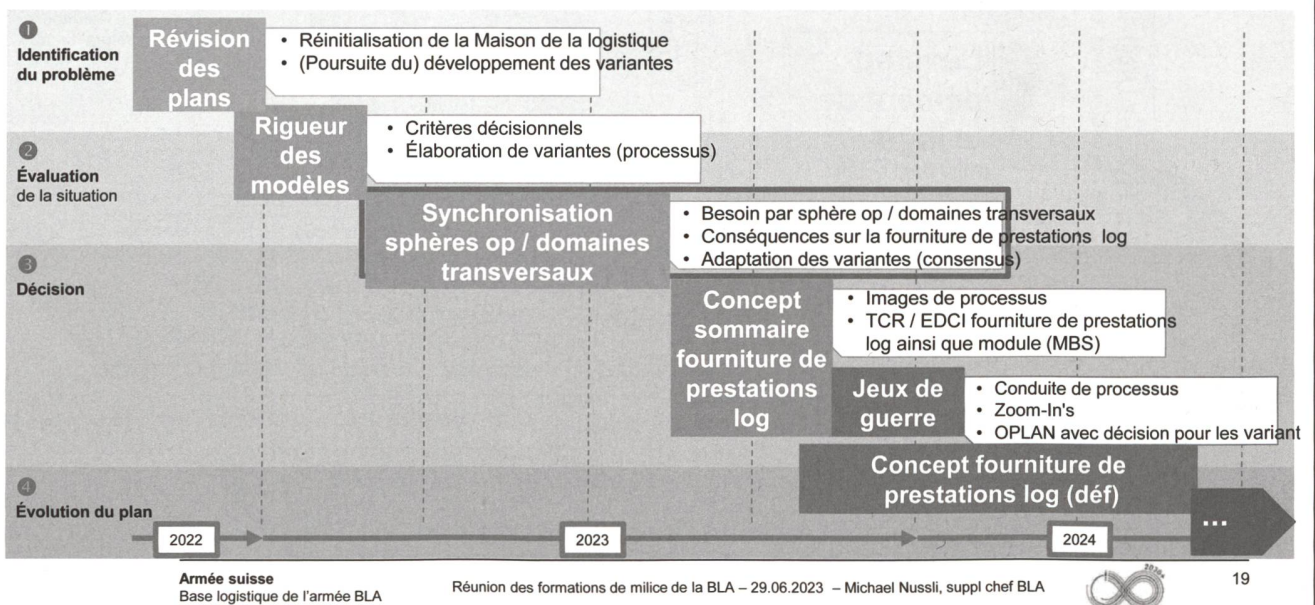 1
Identification
du problème
Révision
des
plans
• Réinitialisation de la Maison de la logistique
• (Poursuite du) développement des variantes
2
Évaluation
de la situation
Rigueur
des
modèles
• Critères décisionnels
• Élaboration de variantes (processus)
Synchronisation
sphères op / domaines
transversaux
• Besoin par sphère op / domaines transversaux
• Conséquences sur la fourniture de prestations log
• Adaptation des variantes (consensus)
3
Décision
Concept
sommaire
fourniture de
prestations
log
• Images de processus
• TCR / EDCI fourniture de prestations
log ainsi que module (MBS)
Jeux de
guerre
• Conduite de processus
• Zoom-In's
• OPLAN avec décision pour les variant
4
Évolution du plan
Concept fourniture de
prestations log (déf)
...
2022
2023
2024
Armée suisse
Base logistique de l'armée BLA
Réunion des formations de milice de la BLA – 29.06.2023 – Michael Nussli, suppl chef BLA
19